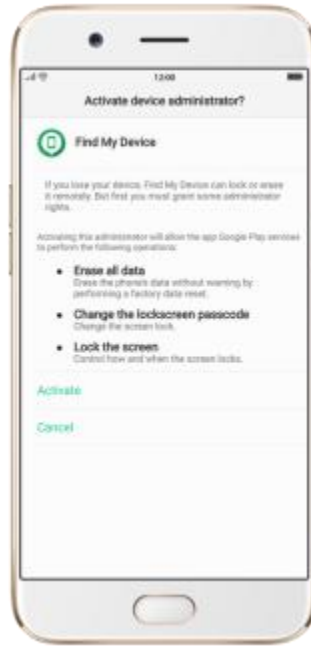 12:00
Activate device administrator?
Find My Device
If you lose your device, Find My Device can lock or erase
it remotely. But first you must grant some administrator
rights.
Activating this administrator will allow the app Google Play services
to perform the following operations:
• Erase all data
Erase the phone's data without warning by
performing a factory data reset.
• Change the lockscreen passcode
Change the screen lock.
• Lock the screen
Control how and when the screen locks.
Activate
Cancel